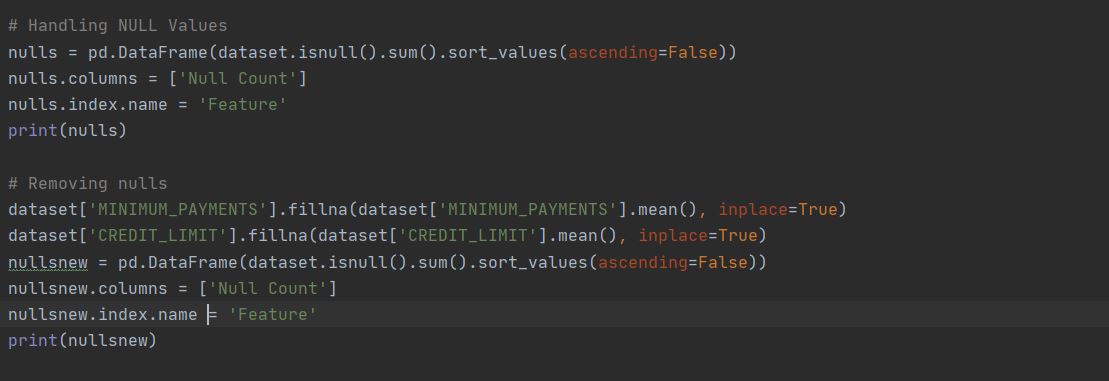 # Handling NULL Values
nulls = pd.DataFrame(dataset.isnull().sum().sort_values(ascending=False))
nulls.columns = ['Null Count']
nulls.index.name = 'Feature'
print(nulls)
# Removing nulls
dataset['MINIMUM_PAYMENTS'].fillna(dataset['MINIMUM_PAYMENTS'].mean(), inplace=True)
dataset['CREDIT_LIMIT'].fillna(dataset['CREDIT_LIMIT'].mean(), inplace=True)
nullsnew = pd.DataFrame(dataset.isnull().sum().sort_values(ascending=False))
nullsnew.columns = ['Null Count']
nullsnew.index.name = 'Feature'
print(nullsnew)